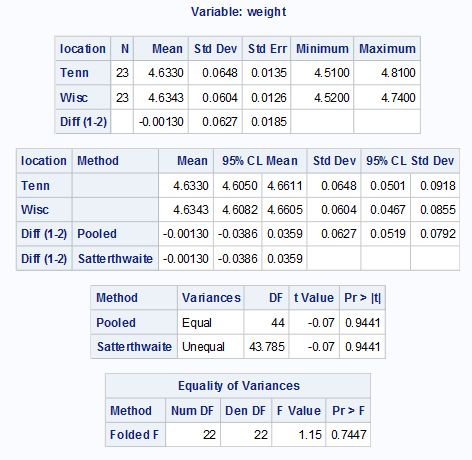 Variable: weight
location N Mean Std Dev Std Err Minimum Maximum
Tenn 23 4.6330 0.0648 0.0135 4.5100 4.8100
Wisc 23 4.6343 0.0604 0.0126 4.5200 4.7400
Diff (1-2) -0.00130 0.0627 0.0185
location Method Mean 95% CL Mean Std Dev 95% CL Std Dev
Tenn 4.6330 4.6050 4.6611 0.0648 0.0501 0.0918
Wisc 4.6343 4.6082 4.6605 0.0604 0.0467 0.0855
Diff (1-2) Pooled -0.00130 -0.0386 0.0359 0.0627 0.0519 0.0792
Diff (1-2) Satterthwaite -0.00130 -0.0386 0.0359
Method Variances DF t Value Pr > |t|
Pooled Equal 44 -0.07 0.9441
Satterthwaite Unequal 43.785 -0.07 0.9441
Equality of Variances
Method Num DF Den DF F Value Pr > F
Folded F 22 22 1.15 0.7447